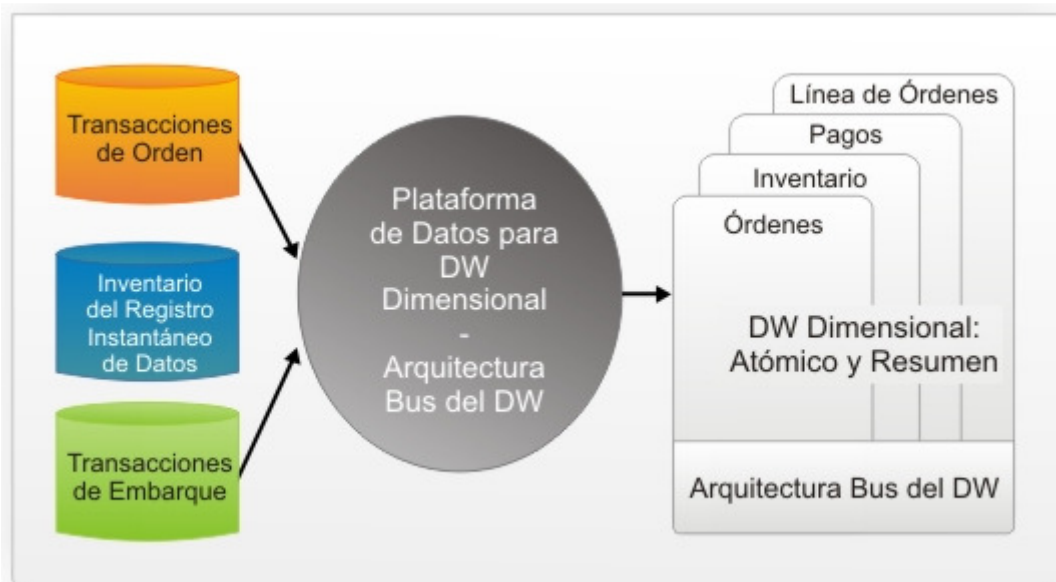 Transacciones
de Orden
Inventario
del Registro
Instantáneo
de Datos
Transacciones
de Embarque
Plataforma
de Datos para
DW
Dimensional
-
Arquitectura
Bus del DW
Línea de Órdenes
Pagos
Inventario
Órdenes
DW Dimensional:
Atómico y Resumen
Arquitectura Bus del DW